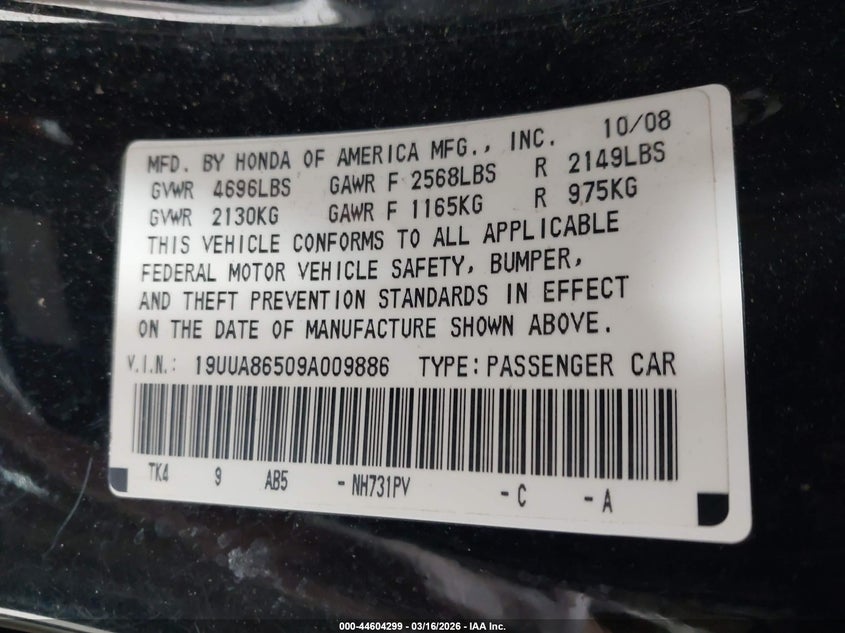 MFD. BY HONDA OF AMERICA MFG., INC. 10/08
GVWR 4696LBS GAWR F 2568LBS R 2149LBS
GVWR 2130KG GAWR F 1165KG R 975KG
THIS VEHICLE CONFORMS TO ALL APPLICABLE
FEDERAL MOTOR VEHICLE SAFETY, BUMPER,
AND THEFT PREVENTION STANDARDS IN EFFECT
ON THE DATE OF MANUFACTURE SHOWN ABOVE.
V.I.N.: 19UUA86509A009886 TYPE:PASSENGER CAR
TK4 9 AB5 -NH731PV -C -A
000-44604299 - 03/16/2026 - IAA Inc.